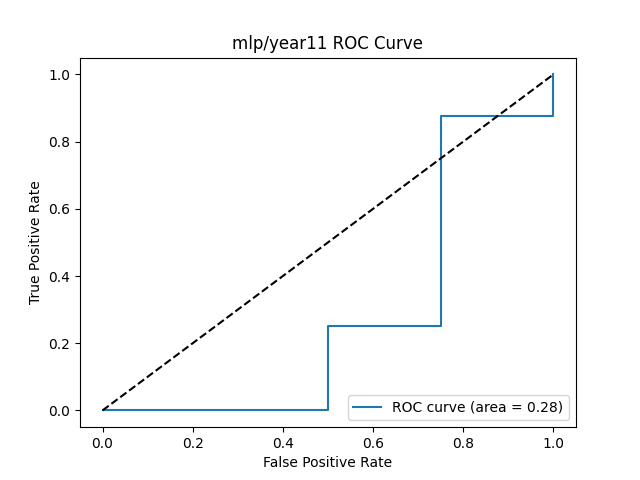 mlp/year11 ROC Curve
1.0
0.8
0.6
0.4
0.2
0.0
True Positive Rate
ROC curve (area = 0.28)
0.0 0.2 0.4 0.6 0.8 1.0
False Positive Rate